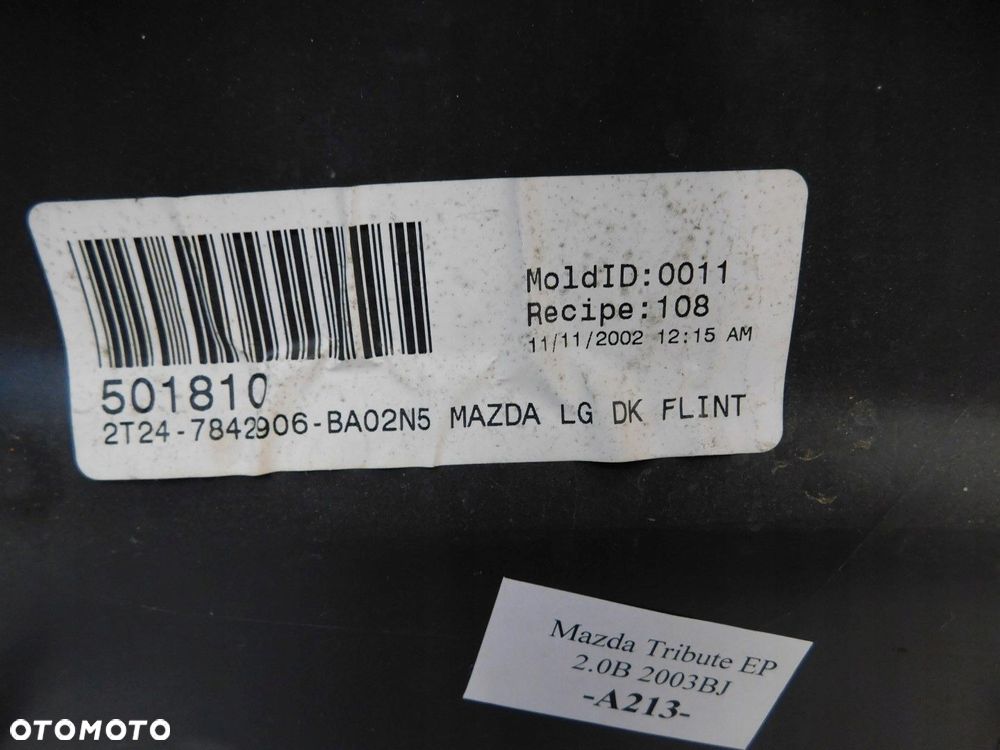 MoldID:0011
Recipe:108
11/11/2002 12:15 AM
501810
2T24-7842906-BA02N5 MAZDA LG DK FLINT
Mazda Tribute EP
2.0B 2003BJ
-A213-
OTOMOTO